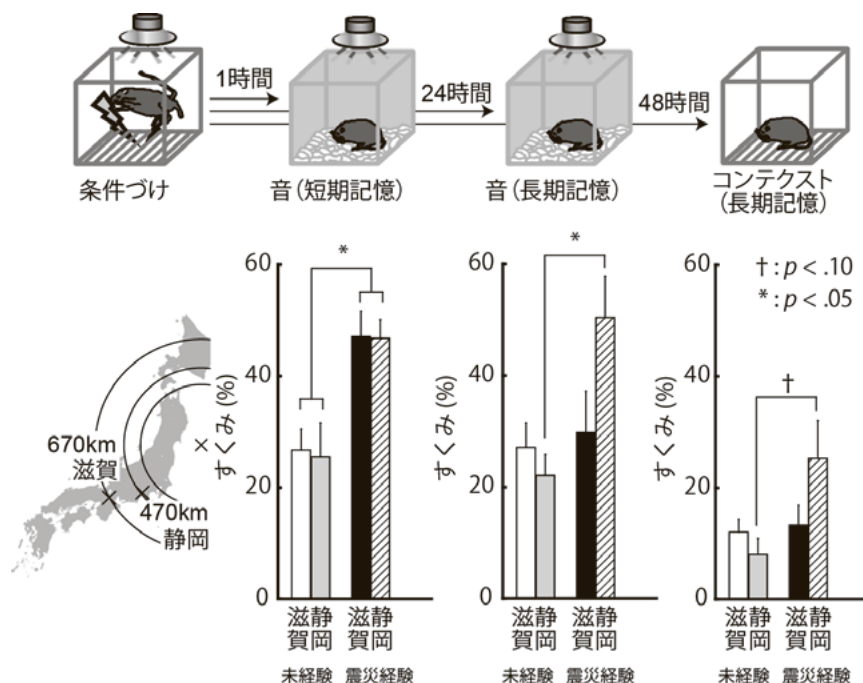 1時間
24時間
48時間
条件づけ
音(短期記憶)
音(長期記憶)
コンテクスト
(長期記憶)
670km
滋賀
470km
静岡
×
すくみ(%)
60
40
20
0
*
滋賀
静岡
滋賀
静岡
未経験
震災経験
すくみ(%)
60
40
20
0
*
滋賀
静岡
滋賀
静岡
未経験
震災経験
すくみ(%)
60
40
20
0
†
†:p < .10
*:p < .05
滋賀
静岡
滋賀
静岡
未経験
震災経験